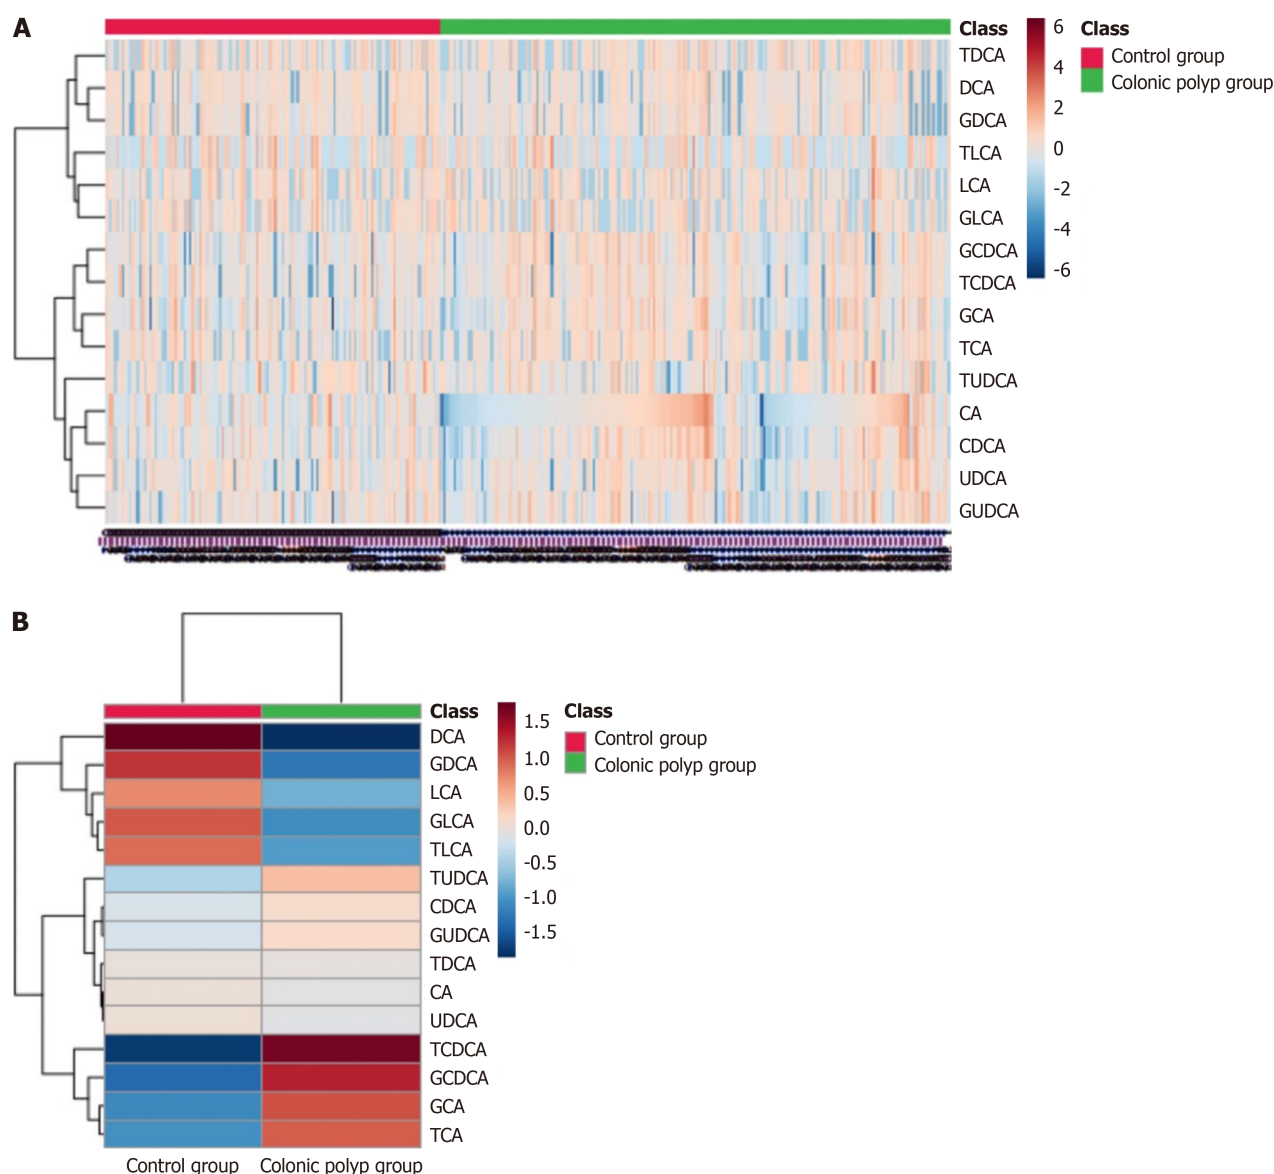 A
Class
TDCA
DCA
GDCA
TLCA
LCA
GLCA
GCDCA
TCDCA
GCA
TCA
TUDCA
CA
CDCA
UDCA
GUDCA
6
4
2
0
-2
-4
-6
Class
Control group
Colonic polyp group
B
Class
DCA
GDCA
LCA
GLCA
TLCA
TUDCA
CDCA
GUDCA
TDCA
CA
UDCA
TCDCA
GCDCA
GCA
TCA
1.5
1.0
0.5
0.0
-0.5
-1.0
-1.5
Class
Control group
Colonic polyp group
Control group Colonic polyp group